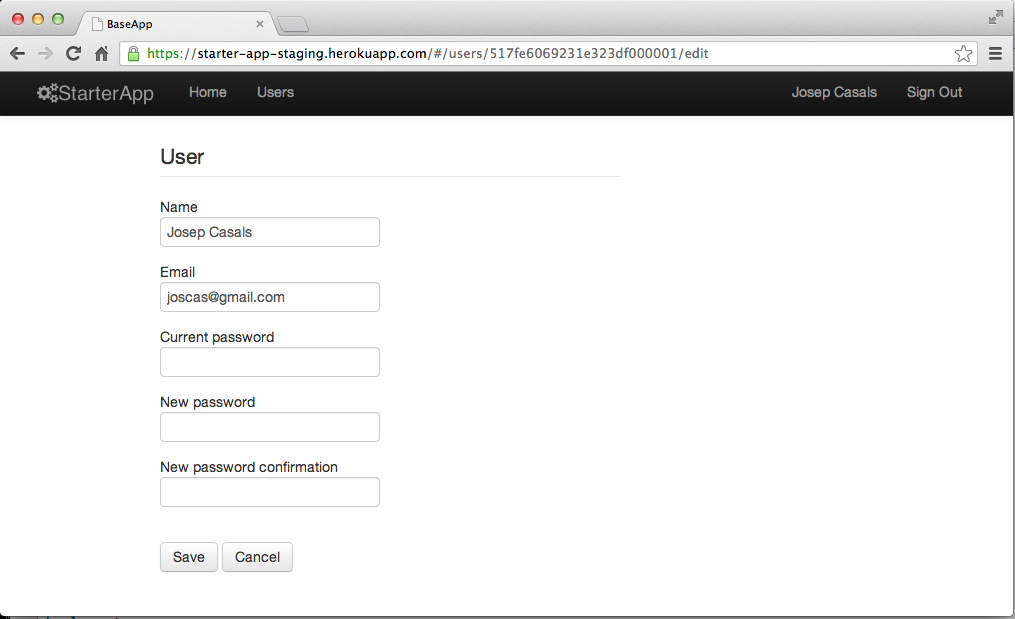 BaseApp
https://starter-app-staging.herokuapp.com/#/users/517fe6069231e323df000001/edit
StarterApp Home Users Josep Casals Sign Out
User
Name
Josep Casals
Email
joscas@gmail.com
Current password
New password
New password confirmation
Save Cancel